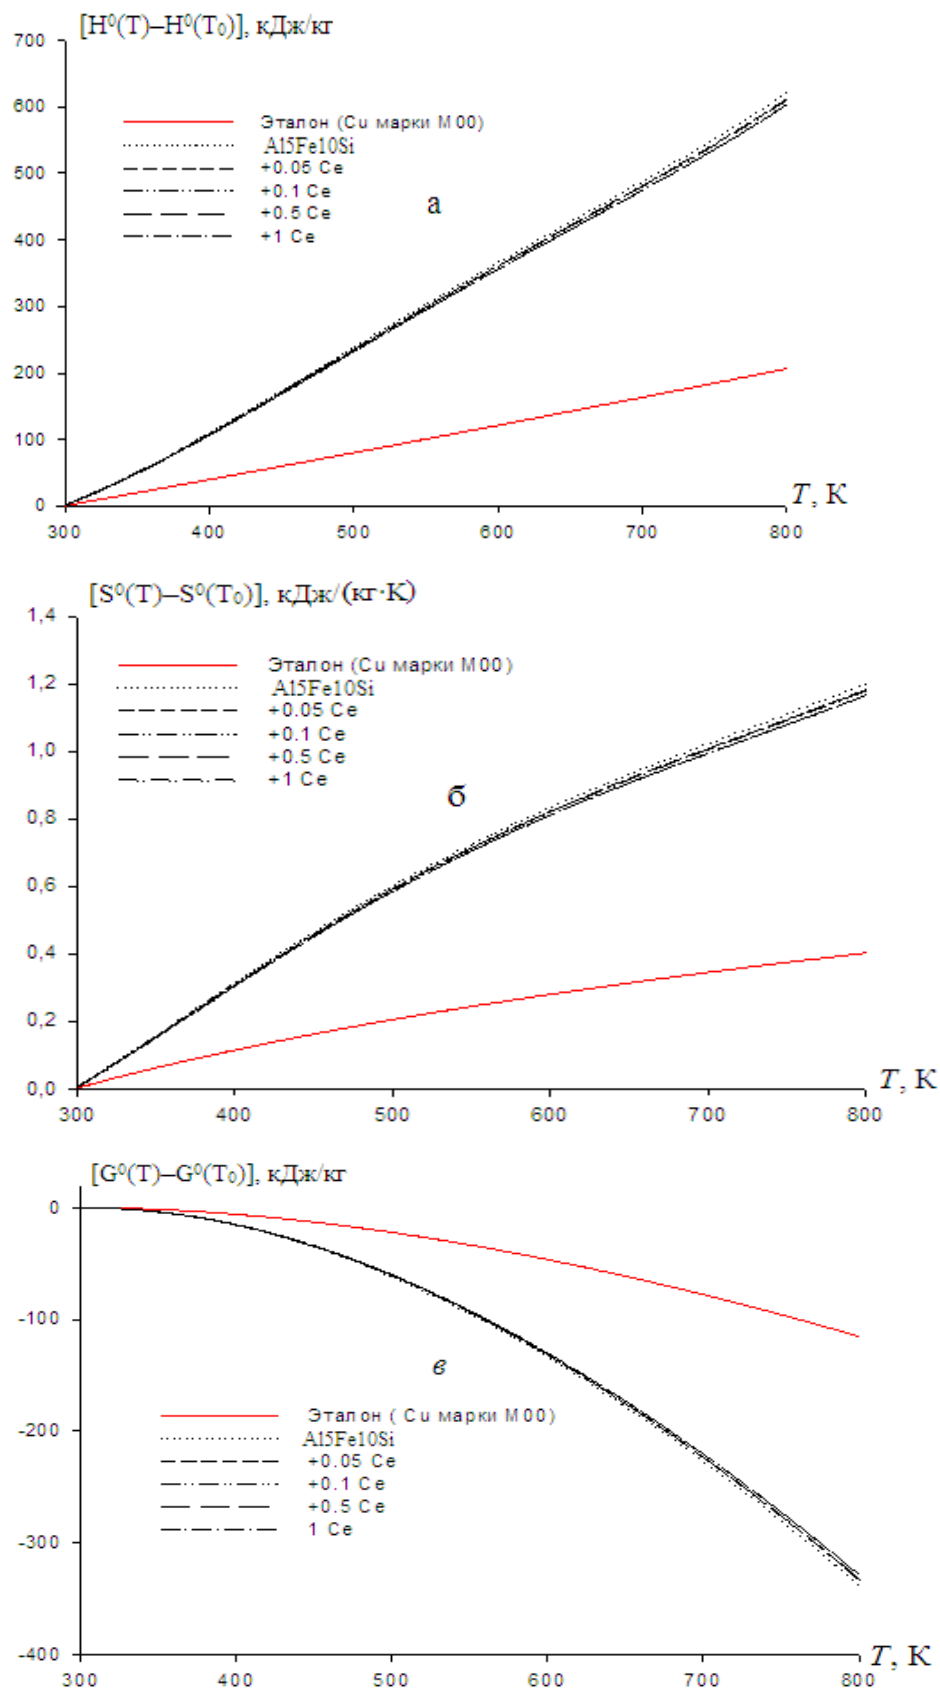 [H⁰(T)–H⁰(T₀)], кДж/кг
700
600
500
400
300
200
100
0
Эталон (Cu марки М00)
Al5Fe10Si
+0.05 Ce
+0.1 Ce
+0.5 Ce
+1 Ce
а
T, К
300 400 500 600 700 800
[S⁰(T)–S⁰(T₀)], кДж/(кг·К)
1,4
1,2
1,0
0,8
0,6
0,4
0,2
0,0
Эталон (Cu марки М00)
Al5Fe10Si
+0.05 Ce
+0.1 Ce
+0.5 Ce
+1 Ce
б
T, К
300 400 500 600 700 800
[G⁰(T)–G⁰(T₀)], кДж/кг
0
-100
-200
-300
-400
в
Эталон ( Cu марки М00)
Al5Fe10Si
+0.05 Ce
+0.1 Ce
+0.5 Ce
1 Ce
T, К
300 400 500 600 700 800